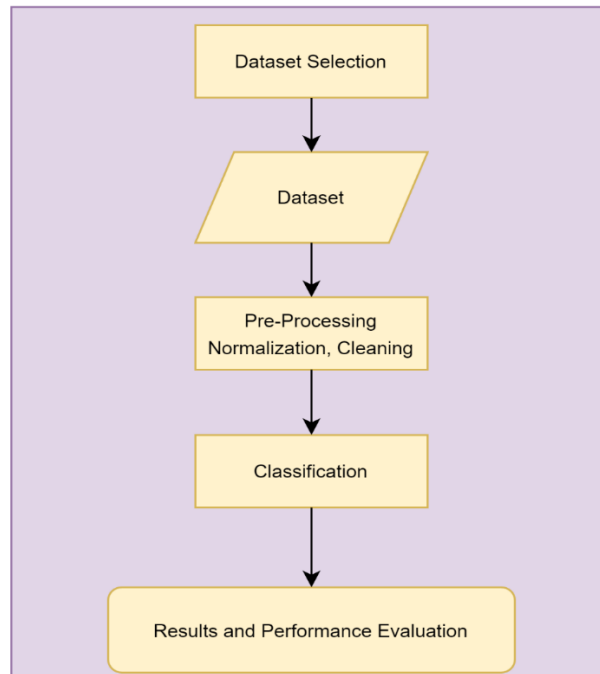 Dataset Selection
Dataset
Pre-Processing
Normalization, Cleaning
Classification
Results and Performance Evaluation